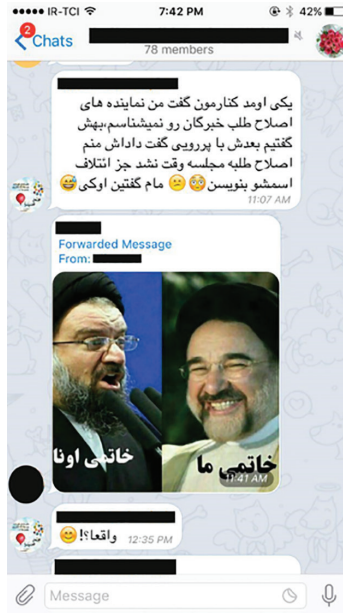 IR-TCI
7:42 PM
42%
2
Chats
78 members
یکی اومد کنارمون گفت من نماینده های
اصلاح طلب خبرگان رو نمیشناسم،بهش
گفتیم بعدش با پررویی گفت داداش منم
اصلاح طلبه مجلسه وقت نشد جز ائتلاف
اسمشو بنویسن🙄😕 مام گفتین اوکی😅
11:07 AM
Forwarded Message
From:
خاتمی اونا
خاتمی ما
11:41 AM
واقعا؟!😊
12:35 PM
Message